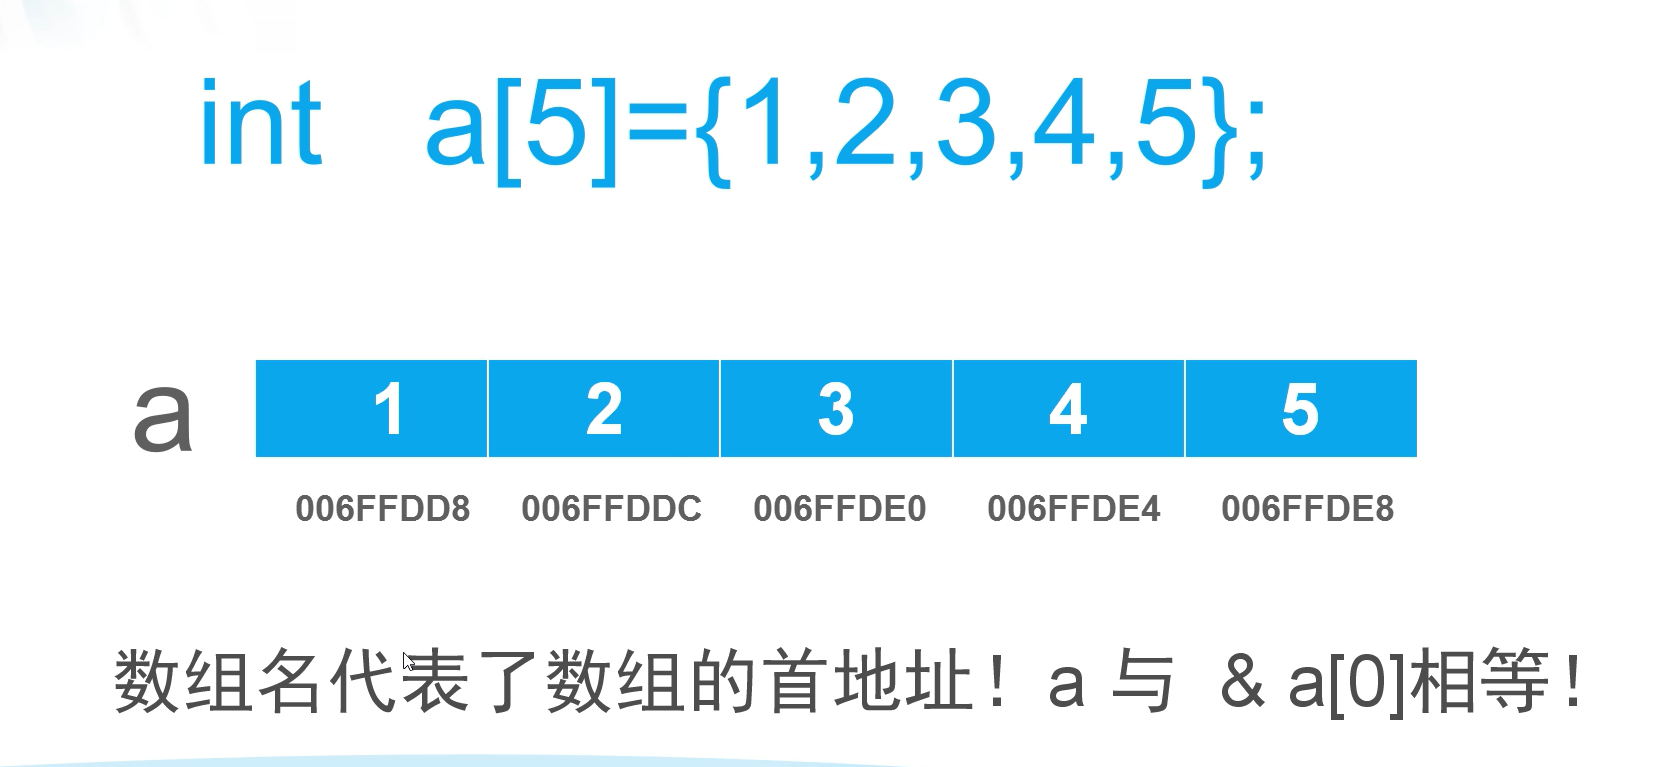 int a[5]={1,2,3,4,5};
a 1 2 3 4 5
006FFDD8 006FFDDC 006FFDE0 006FFDE4 006FFDE8
数组名代表了数组的首地址！a 与 & a[0]相等！